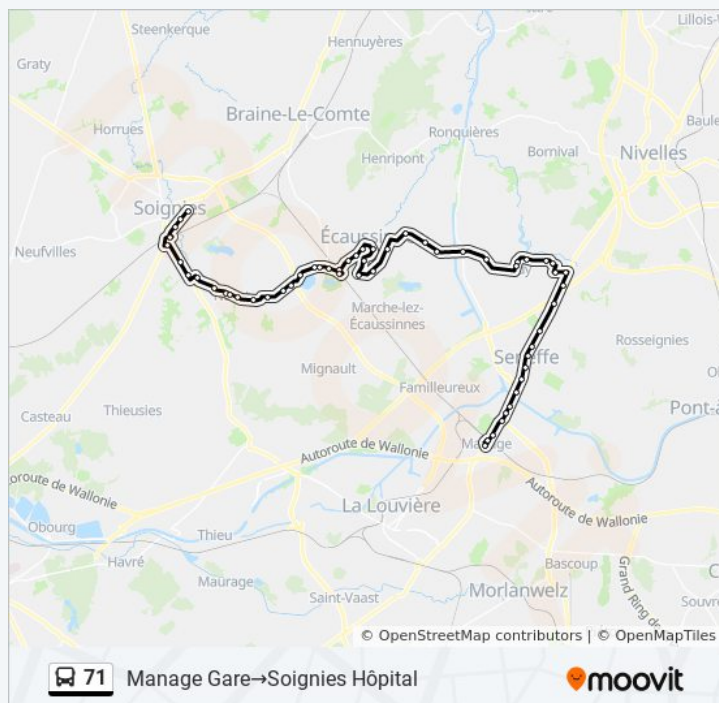 Steenkerque
Lillois-
Hennuyères
Graty
Braine-Le-Comte
Baule
Horrues
Ronquières
Nivelles
Henripont
Bornival
Soignies
Neufvilles
Marche-lez-
Écaussinnes
Seneffe
Rosseignies
Mignault
Familleureux
Casteau
Thieusies
Pont-à
Manage
Autoroute de Wallonie
Autoroute de Wallonie
La Louvière
Autoroute de Wallonie
Obourg
Thieu
Havré
Bascoup
Maurage
Grand Ring de
Morlanwelz
Souvre
Saint-Vaast
© OpenStreetMap contributors | © OpenMapTiles
71 Manage Gare→Soignies Hôpital
moovit